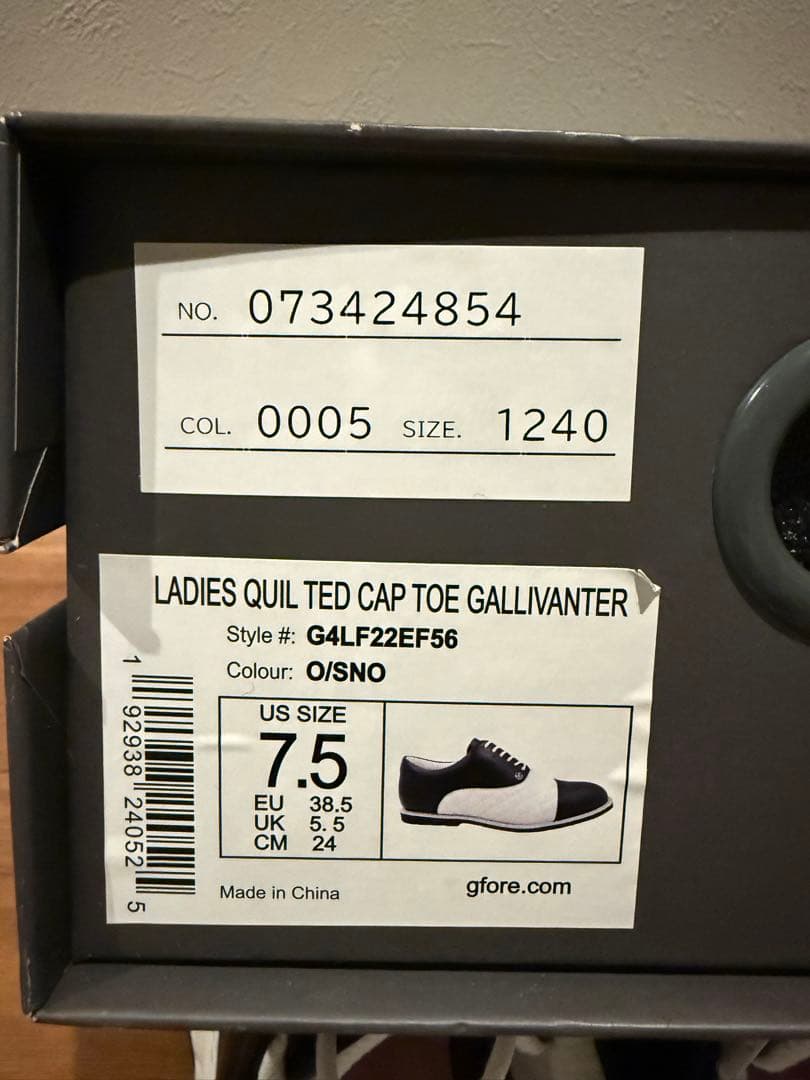 NO. 073424854
COL. 0005 SIZE. 1240
LADIES QUIL TED CAP TOE GALLIVANTER
Style #: G4LF22EF56
Colour: O/SNO
US SIZE
7.5
EU 38.5
UK 5.5
CM 24
Made in China
gfore.com
1 92938 24052 5